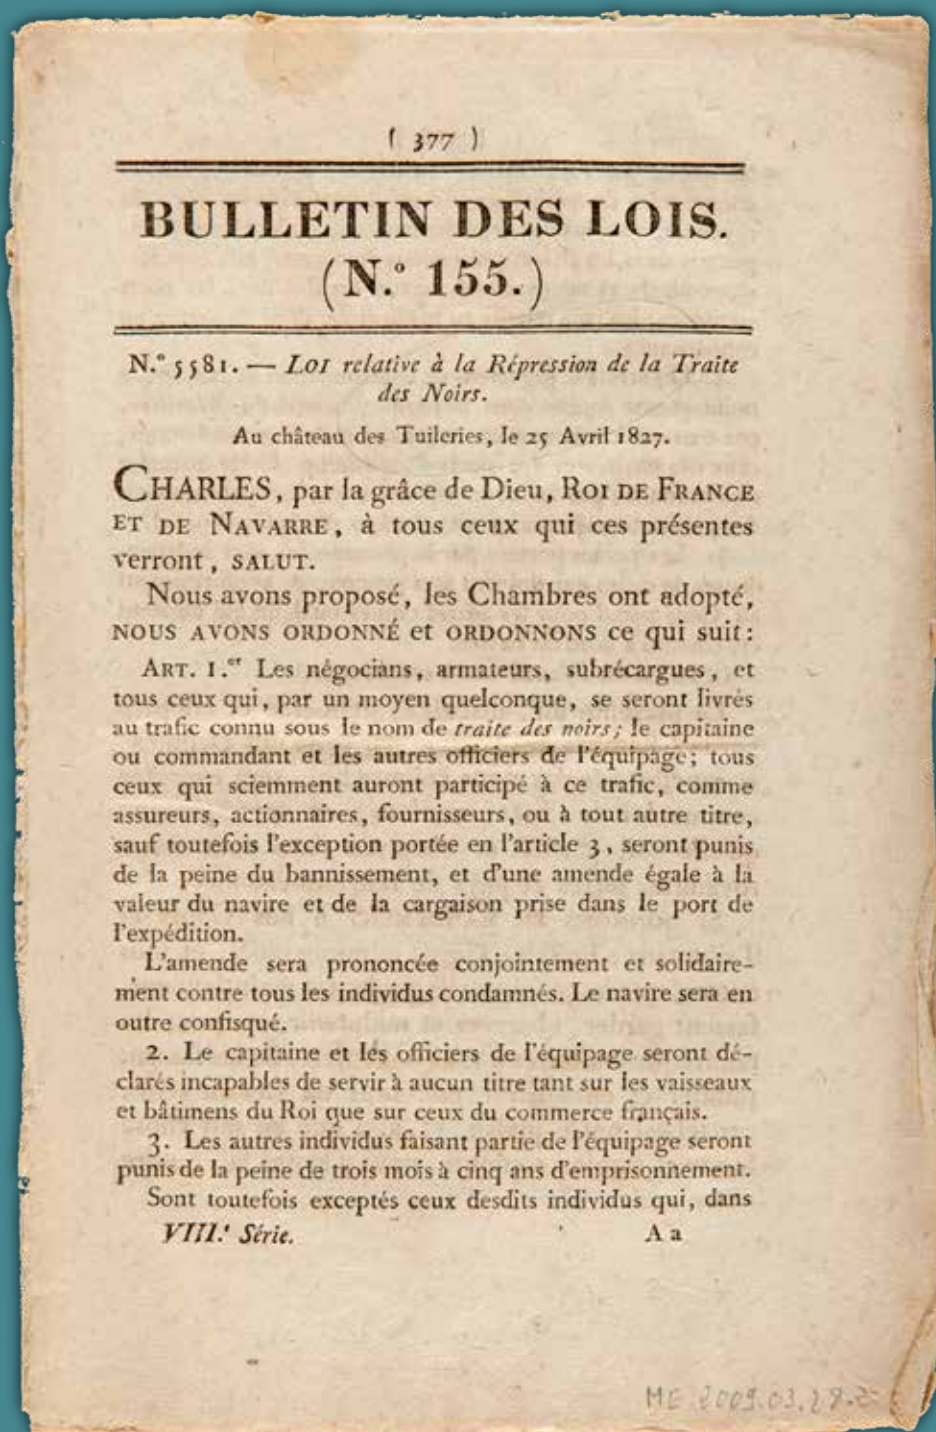 ( 377 )
BULLETIN DES LOIS.
(N.° 155.)
N.° 5581. — LOI relative à la Répression de la Traite
des Noirs.
Au château des Tuileries, le 25 Avril 1827.
CHARLES, par la grâce de Dieu, ROI DE FRANCE
ET DE NAVARRE, à tous ceux qui ces présentes
verront, SALUT.
Nous avons proposé, les Chambres ont adopté,
NOUS AVONS ORDONNÉ et ORDONNONS ce qui suit:
ART. 1.er Les négocians, armateurs, subrécargues, et
tous ceux qui, par un moyen quelconque, se seront livrés
au trafic connu sous le nom de traite des noirs; le capitaine
ou commandant et les autres officiers de l'équipage; tous
ceux qui sciemment auront participé à ce trafic, comme
assureurs, actionnaires, fournisseurs, ou à tout autre titre,
sauf toutefois l'exception portée en l'article 3, seront punis
de la peine du bannissement, et d'une amende égale à la
valeur du navire et de la cargaison prise dans le port de
l'expédition.
L'amende sera prononcée conjointement et solidaire-
ment contre tous les individus condamnés. Le navire sera en
outre confisqué.
2. Le capitaine et les officiers de l'équipage seront dé-
clarés incapables de servir à aucun titre tant sur les vaisseaux
et bâtimens du Roi que sur ceux du commerce français.
3. Les autres individus faisant partie de l'équipage seront
punis de la peine de trois mois à cinq ans d'emprisonnement.
Sont toutefois exceptés ceux desdits individus qui, dans
VIII.e Série. A a
ME 2009.03.29.2